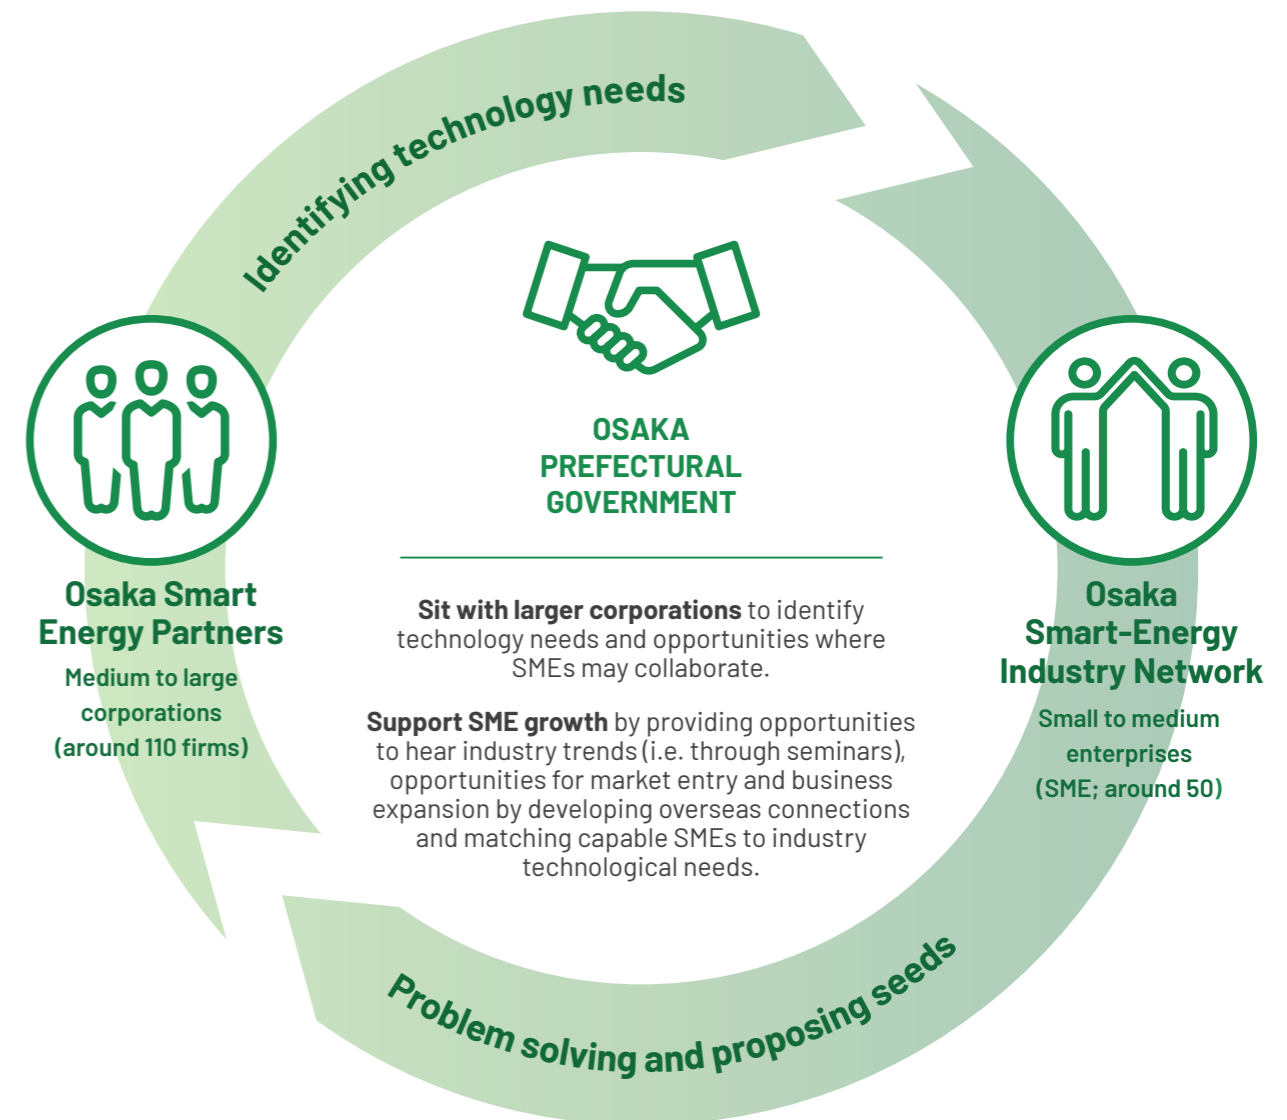 Identifying technology needs
OSAKA
PREFECTURAL
GOVERNMENT
Sit with larger corporations to identify
technology needs and opportunities where
SMEs may collaborate.
Support SME growth by providing opportunities
to hear industry trends (i.e. through seminars),
opportunities for market entry and business
expansion by developing overseas connections
and matching capable SMEs to industry
technological needs.
Osaka Smart
Energy Partners
Medium to large
corporations
(around 110 firms)
Osaka
Smart-Energy
Industry Network
Small to medium
enterprises
(SME; around 50)
Problem solving and proposing seeds